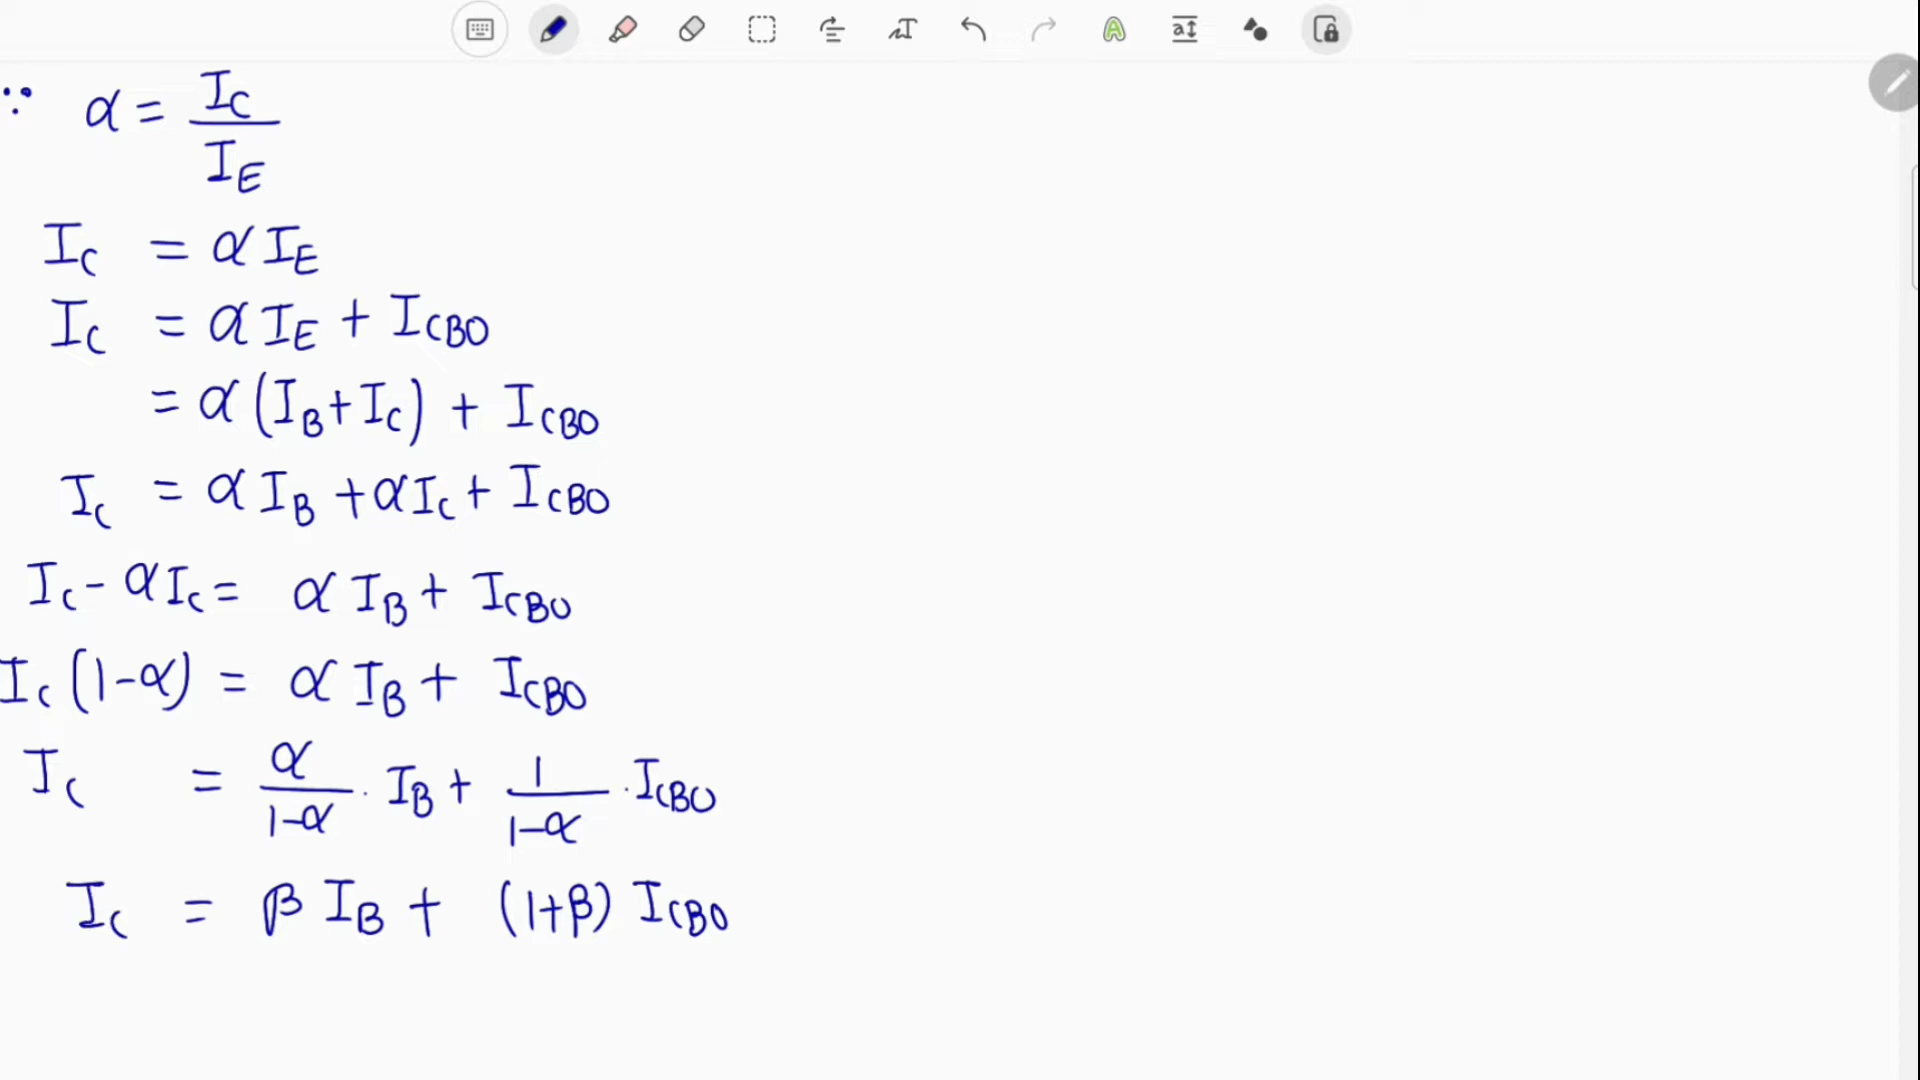 ∵ α = I_C / I_E
I_C = α I_E
I_C = α I_E + I_CBO
= α (I_B + I_C) + I_CBO
I_C = α I_B + α I_C + I_CBO
I_C - α I_C = α I_B + I_CBO
I_C (1-α) = α I_B + I_CBO
I_C = α / 1-α · I_B + 1 / 1-α · I_CBO
I_C = β I_B + (1+β) I_CBO